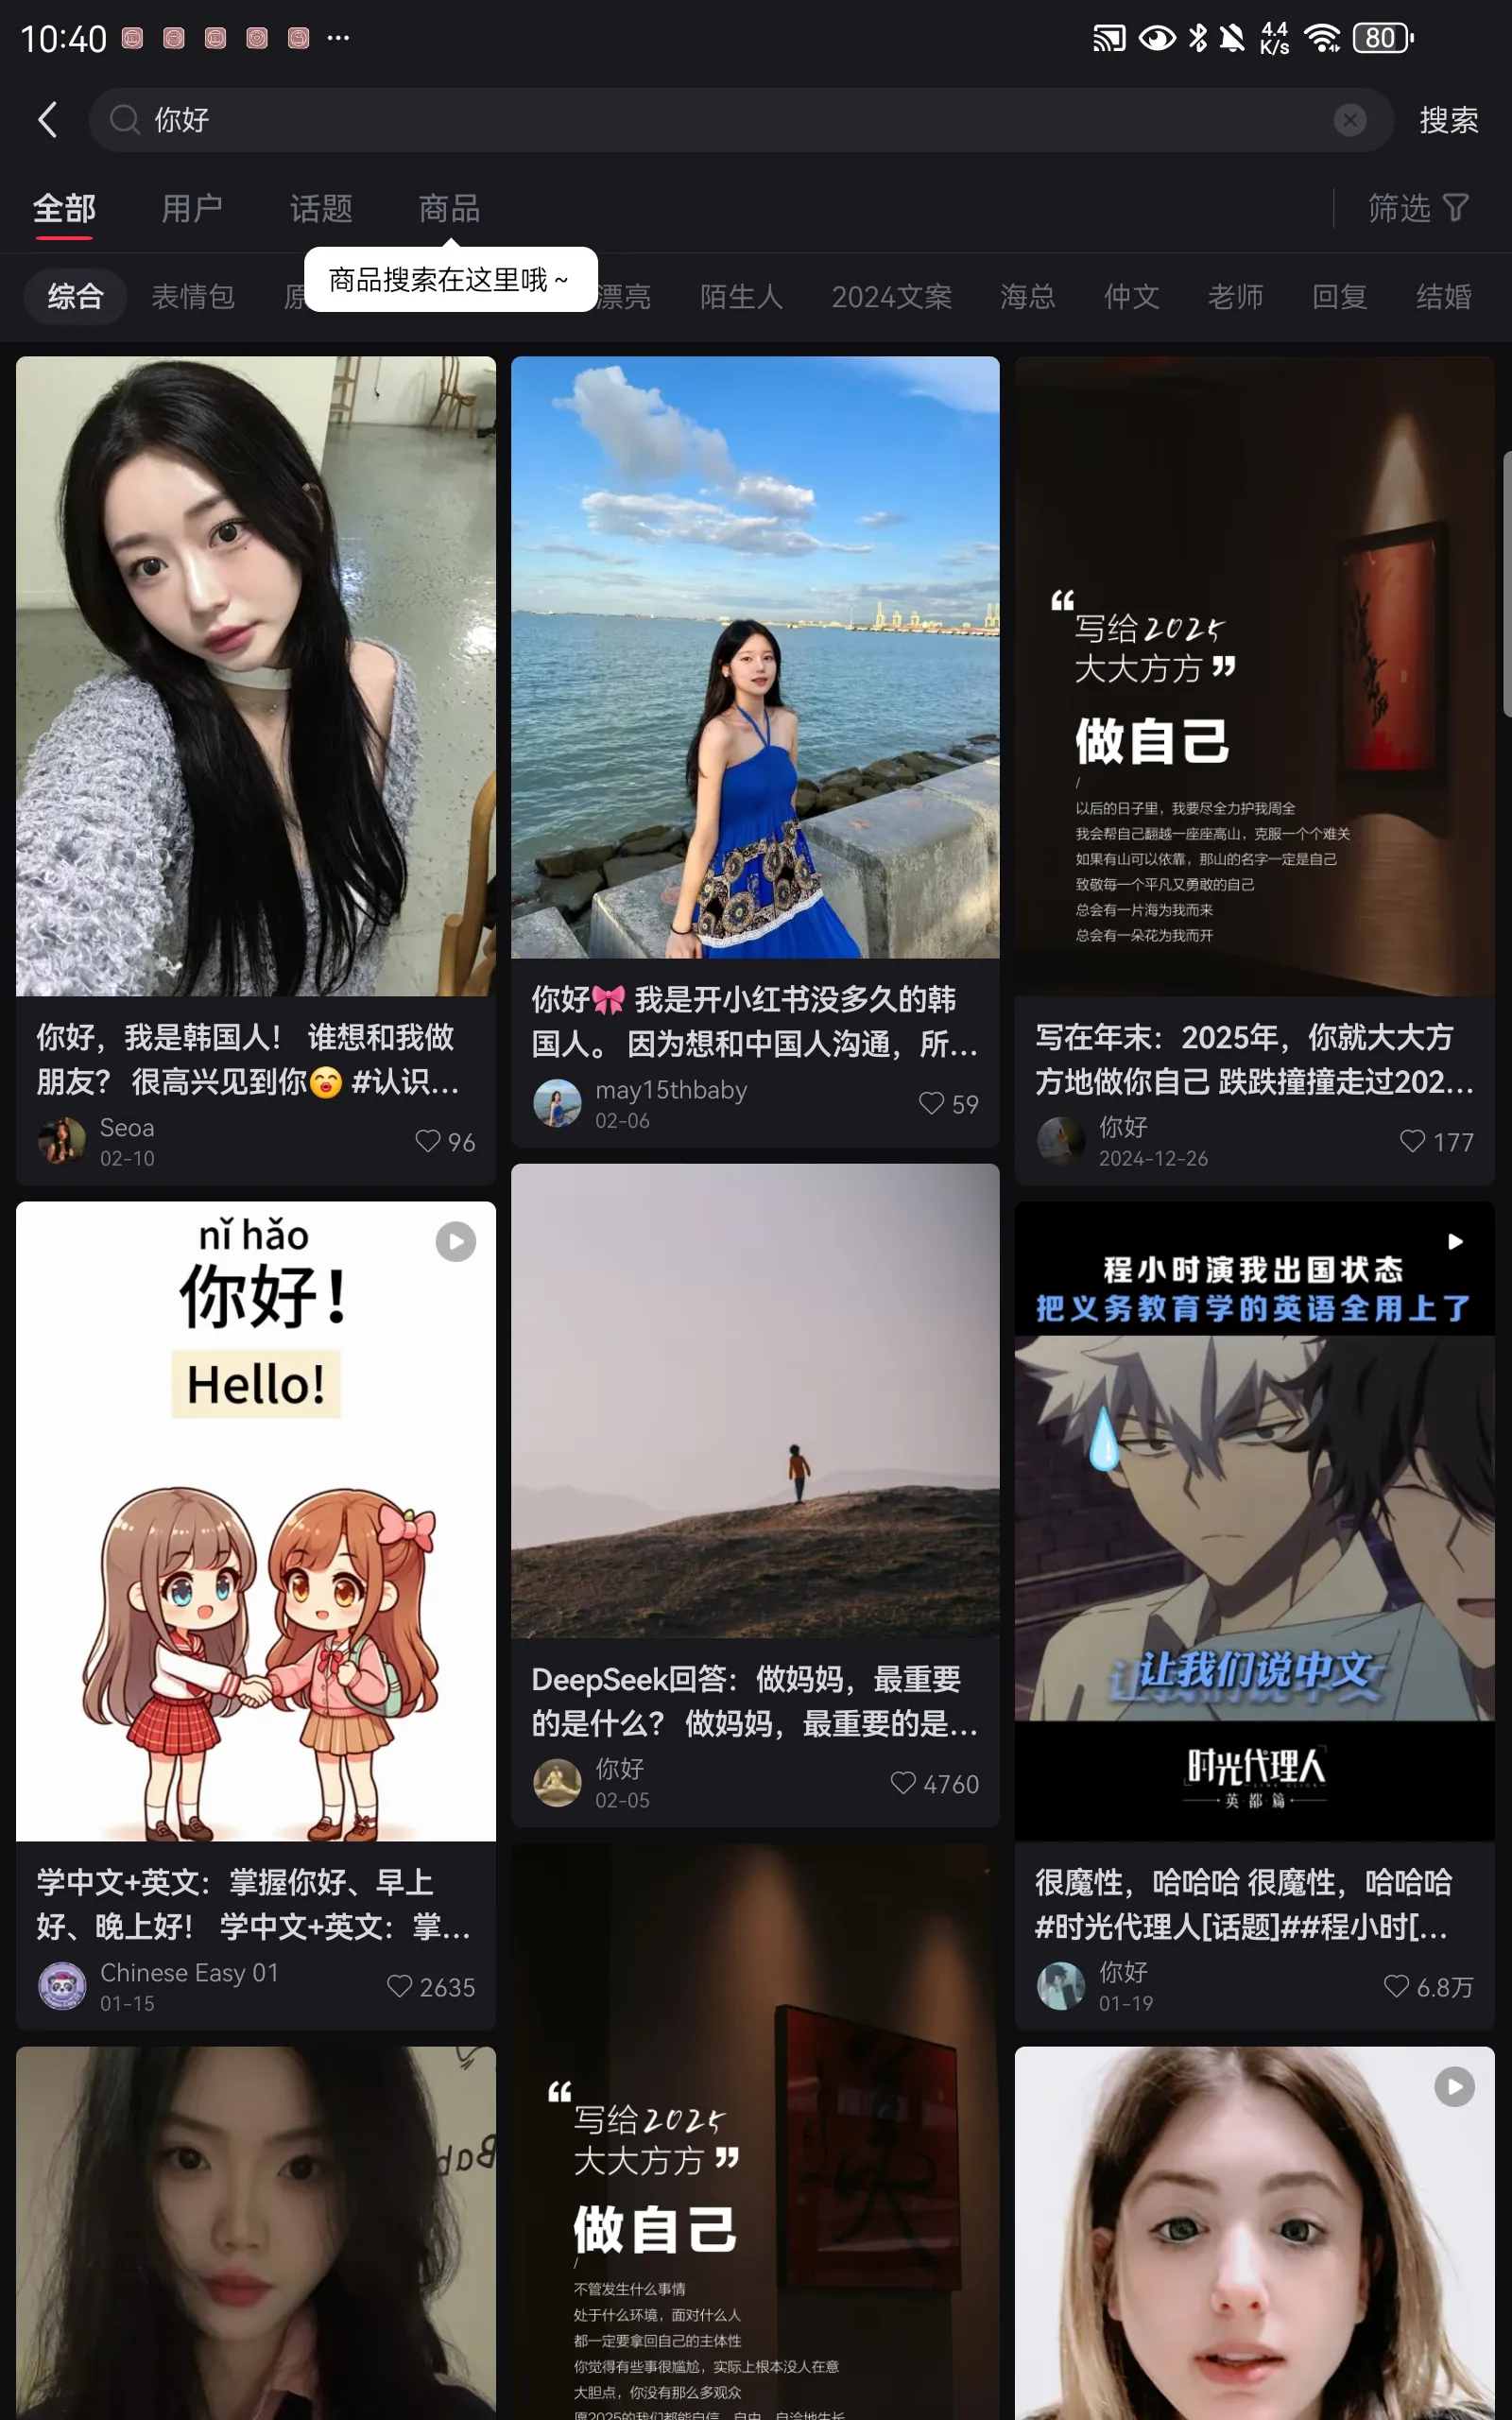 10:40
4.4
K/s
80
你好
搜索
全部
用户
话题
商品
筛选
商品搜索在这里哦~
综合
表情包
原
漂亮
陌生人
2024文案
海总
仲文
老师
回复
结婚
你好，我是韩国人！ 谁想和我做
朋友？ 很高兴见到你😗 #认识...
Seoa
02-10
96
你好🎀 我是开小红书没多久的韩
国人。 因为想和中国人沟通，所...
may15thbaby
02-06
59
“写给2025
大大方方”
做自己
/
以后的日子里，我要尽全力护我周全
我会帮自己翻越一座座高山，克服一个个难关
如果有山可以依靠，那山的名字一定是自己
致敬每一个平凡又勇敢的自己
总会有一片海为我而来
总会有一朵花为我而开
写在年末：2025年，你就大大方
方地做你自己 跌跌撞撞走过202...
你好
2024-12-26
177
nǐ hǎo
你好！
Hello!
学中文+英文：掌握你好、早上
好、晚上好！ 学中文+英文：掌...
Chinese Easy 01
01-15
2635
DeepSeek回答：做妈妈，最重要
的是什么？ 做妈妈，最重要的是...
你好
02-05
4760
程小时演我出国状态
把义务教育学的英语全用上了
让我们说中文
时光代理人
LINK CLICK
英都篇
很魔性，哈哈哈 很魔性，哈哈哈
#时光代理人[话题]##程小时[...
你好
01-19
6.8万
“写给2025
大大方方”
做自己
/
不管发生什么事情
处于什么环境，面对什么人
都一定要拿回自己的主体性
你觉得有些事很尴尬，实际上根本没人在意
大胆点，你没有那么多观众
愿2025的我们都能自信、自由、自洽地生长